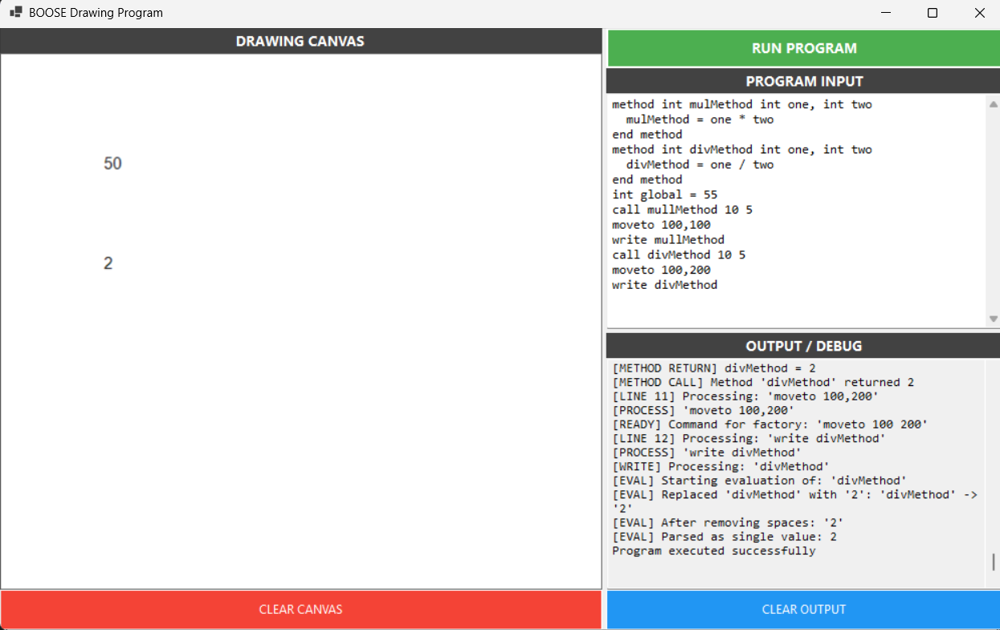 BOOSE Drawing Program
DRAWING CANVAS
50
2
CLEAR CANVAS
RUN PROGRAM
PROGRAM INPUT
method int mulMethod int one, int two
  mulMethod = one * two
end method
method int divMethod int one, int two
  divMethod = one / two
end method
int global = 55
call mullMethod 10 5
moveto 100,100
write mullMethod
call divMethod 10 5
moveto 100,200
write divMethod
OUTPUT / DEBUG
[METHOD RETURN] divMethod = 2
[METHOD CALL] Method 'divMethod' returned 2
[LINE 11] Processing: 'moveto 100,200'
[PROCESS] 'moveto 100,200'
[READY] Command for factory: 'moveto 100 200'
[LINE 12] Processing: 'write divMethod'
[PROCESS] 'write divMethod'
[WRITE] Processing: 'divMethod'
[EVAL] Starting evaluation of: 'divMethod'
[EVAL] Replaced 'divMethod' with '2': 'divMethod' ->
'2'
[EVAL] After removing spaces: '2'
[EVAL] Parsed as single value: 2
Program executed successfully
CLEAR OUTPUT